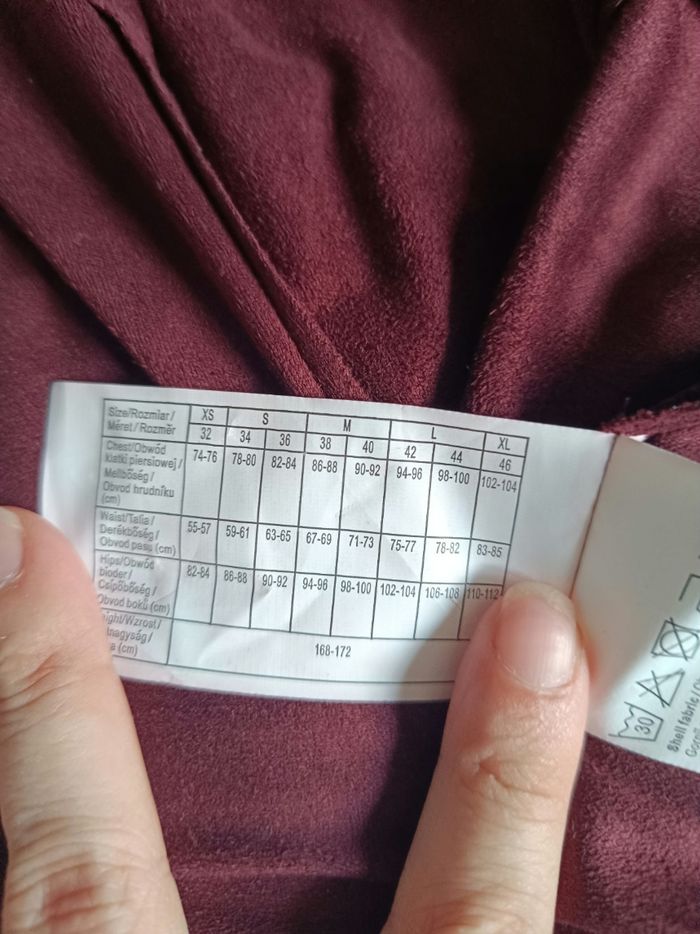 Size/Rozmiar/ XS S M L XL
Méret/Rozměr 32 34 36 38 40 42 44 46
Chest/Obwód 74-76 78-80 82-84 86-88 90-92 94-96 98-100 102-104
klatki piersiowej/
Mellbőség/
Obvod hrudníku
(cm)
Waist/Talia/ 55-57 59-61 63-65 67-69 71-73 75-77 78-82 83-85
Derékbőség/
Obvod pasu (cm)
Hips/Obwód 82-84 86-88 90-92 94-96 98-100 102-104 106-108 110-112
bioder/
Csípőbőség/
Obvod boků (cm)
/Wzrost/ 168-172
(cm)
30
Shell fabric